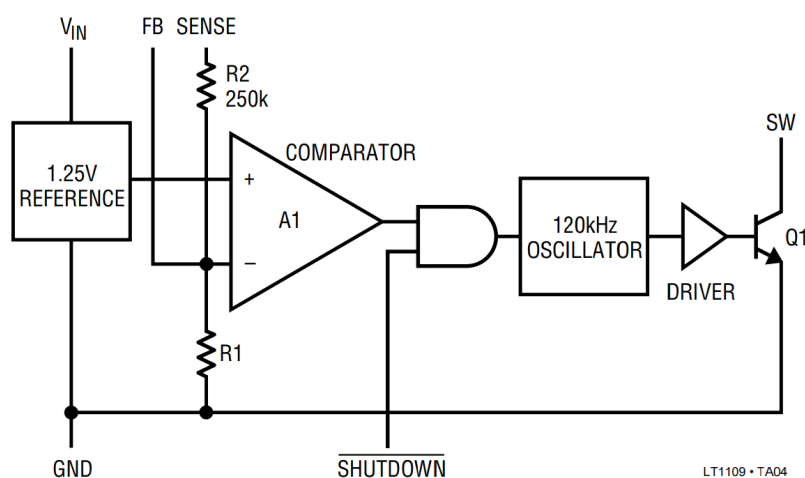 VIN
FB
SENSE
R2
250k
SW
COMPARATOR
1.25V
REFERENCE
+
A1
120kHz
OSCILLATOR
Q1
−
DRIVER
R1
GND
SHUTDOWN
LT1109 • TA04